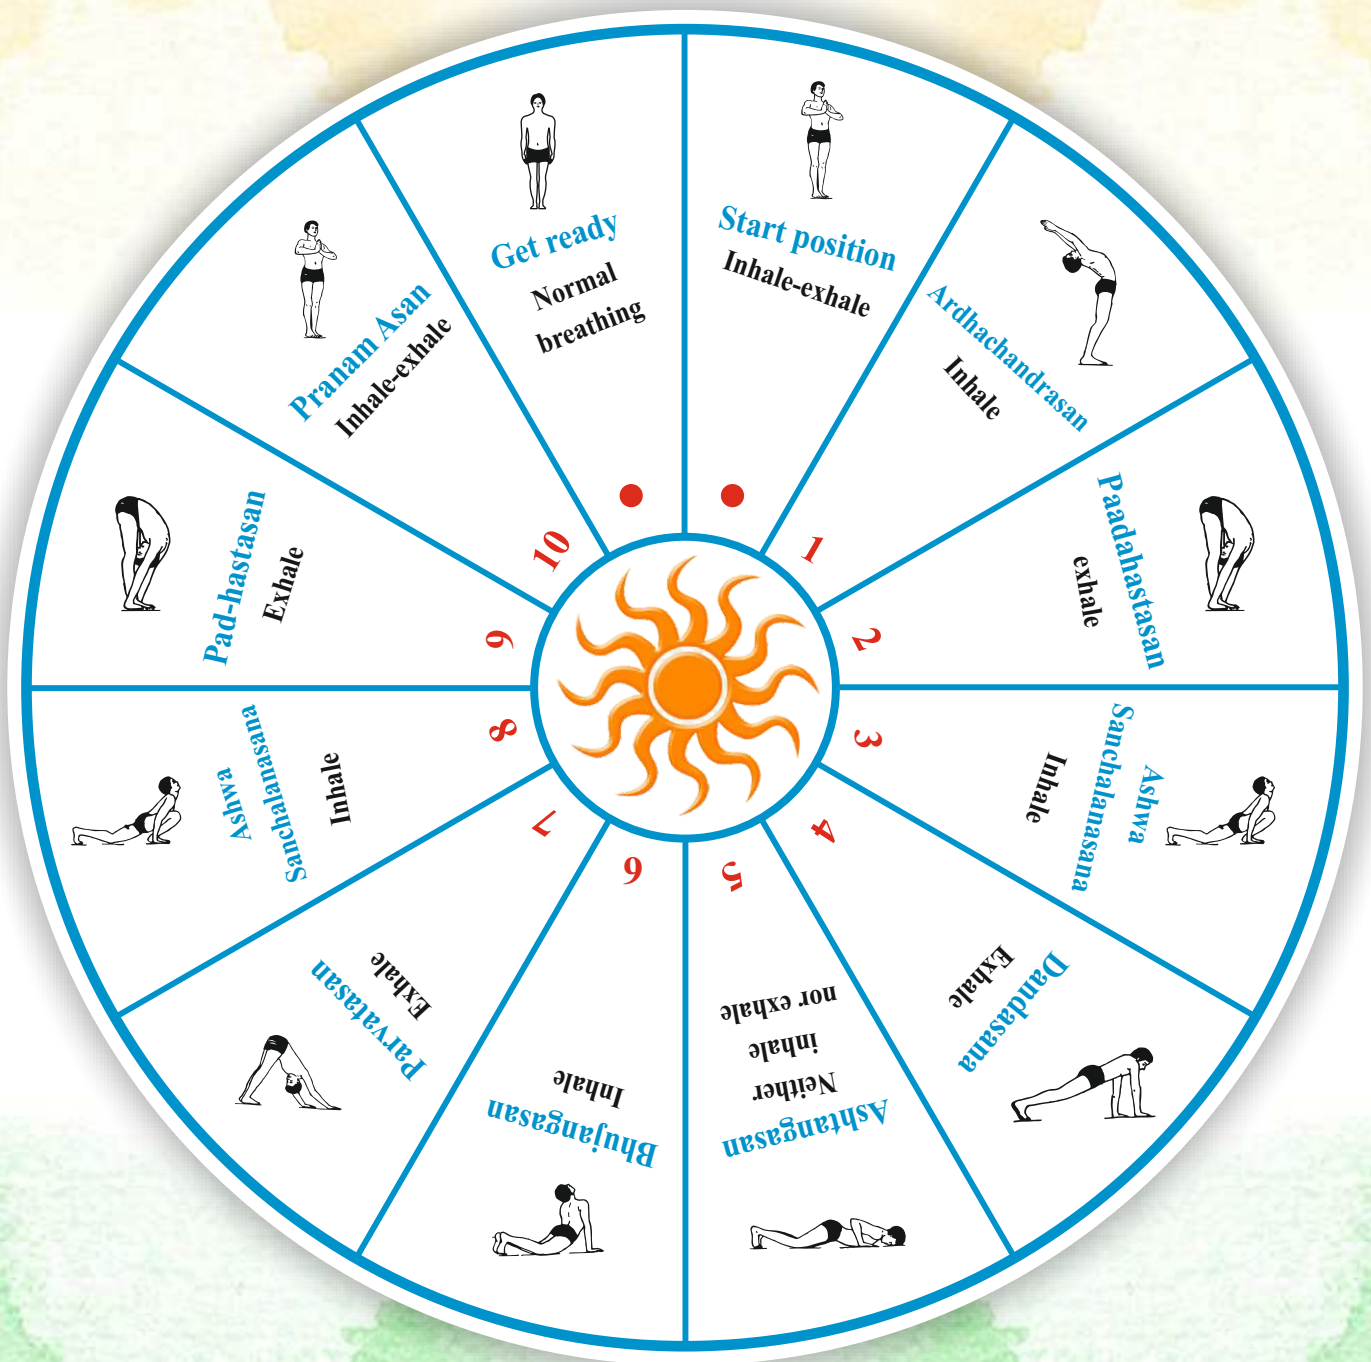 Start position
Inhale-exhale
1
Ardhachandrasan
Inhale
2
Paadahastasan
exhale
3
Ashwa
Sanchalanasana
Inhale
4
Dandasana
Exhale
5
Ashtangasan
Neither
inhale
nor exhale
6
Bhujangasan
Inhale
7
Parvatasan
Exhale
8
Ashwa
Sanchalanasana
Inhale
9
Pad-hastasan
Exhale
10
Pranam Asan
Inhale-exhale
Get ready
Normal
breathing